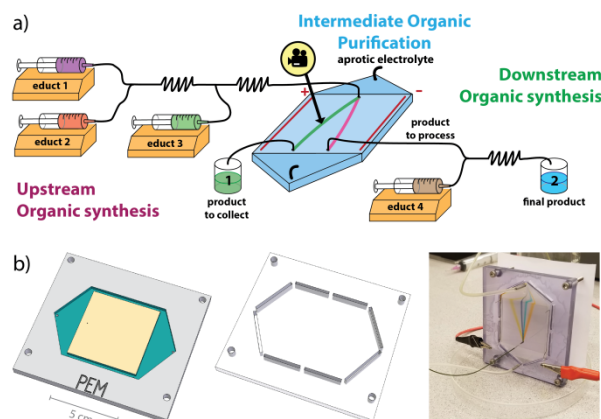 a)
Intermediate Organic
Purification
aprotic electrolyte
Downstream
Organic synthesis
educt 1
educt 2
educt 3
+
–
product
to process
1
product
to collect
educt 4
2
final product
Upstream
Organic synthesis
b)
PEM
5 cm